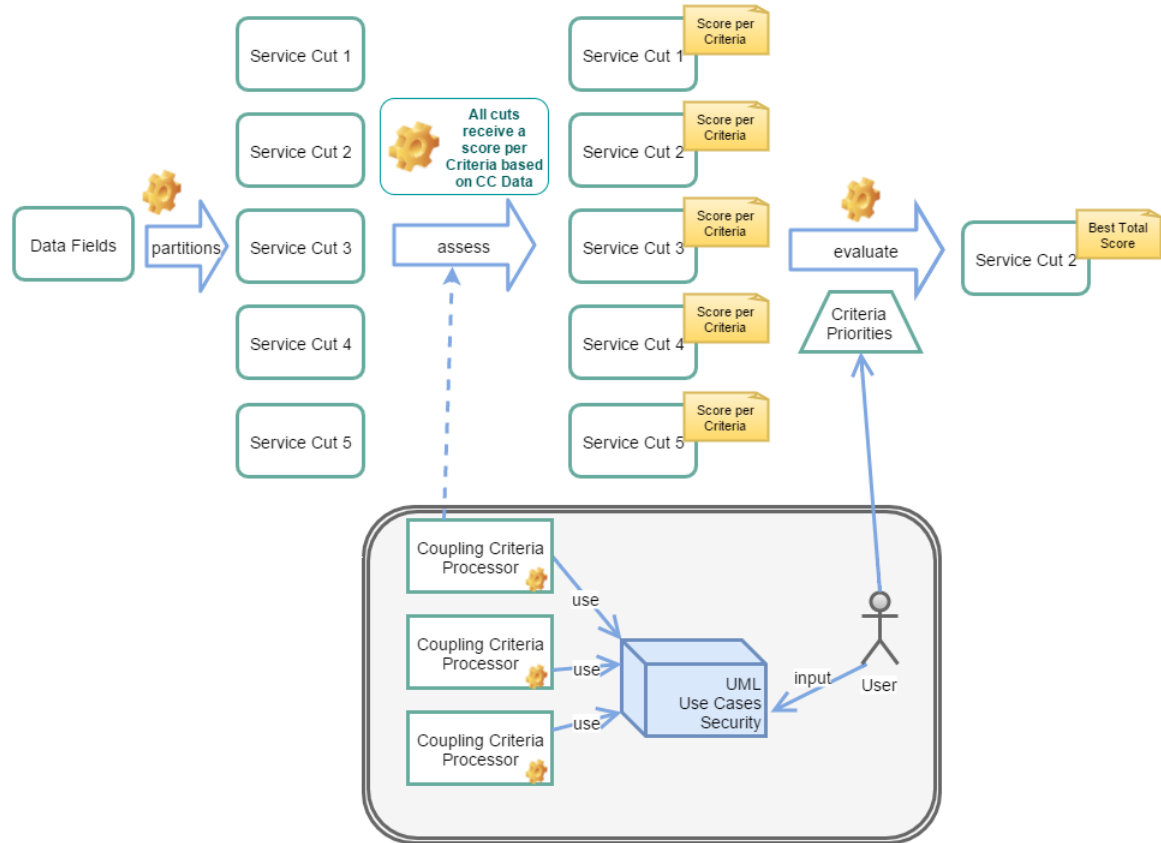 Service Cut 1
Service Cut 2
Data Fields
partitions
Service Cut 3
Service Cut 4
Service Cut 5
All cuts
receive a
score per
Criteria based
on CC Data
assess
Score per
Criteria
Service Cut 1
Score per
Criteria
Service Cut 2
Score per
Criteria
Service Cut 3
Score per
Criteria
Service Cut 4
Score per
Criteria
Service Cut 5
evaluate
Criteria
Priorities
Best Total
Score
Service Cut 2
Coupling Criteria
Processor
use
Coupling Criteria
Processor
use
Coupling Criteria
Processor
use
UML
Use Cases
Security
input
User